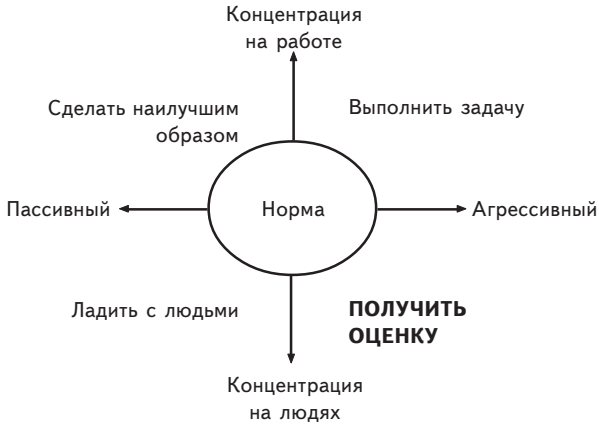 Концентрация
на работе
Сделать наилучшим
образом
Выполнить задачу
Пассивный
Норма
Агрессивный
Ладить с людьми
ПОЛУЧИТЬ
ОЦЕНКУ
Концентрация
на людях